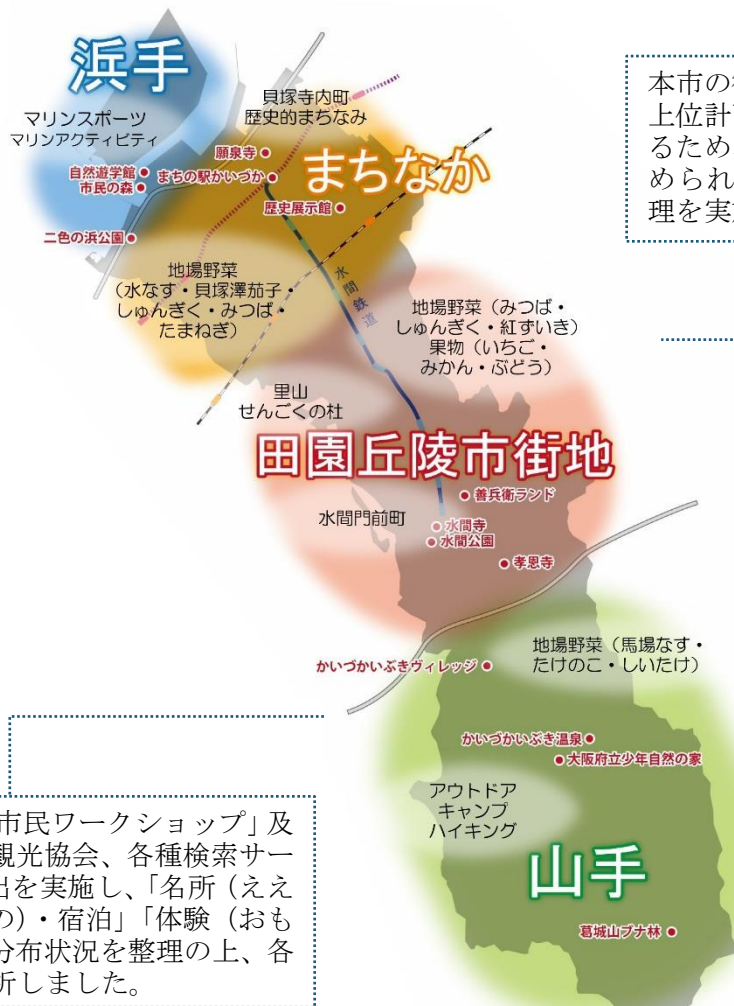 浜手
マリンスポーツ
マリンアクティビティ
貝塚寺内町
歴史的まちなみ
願泉寺
まちなか
自然遊学館
まちの駅かいづか
市民の森
歴史展示館
二色の浜公園
水間鉄道
地場野菜
（水なす・貝塚澤茄子・
しゅんぎく・みつば・
たまねぎ）
地場野菜（みつば・
しゅんぎく・紅ずいき）
果物（いちご・
みかん・ぶどう）
里山
せんごくの杜
田園丘陵市街地
善兵衛ランド
水間門前町
水間寺
水間公園
孝恩寺
地場野菜（馬場なす・
たけのこ・しいたけ）
かいづかいぶきヴィレッジ
かいづかいぶき温泉
大阪府立少年自然の家
アウトドア
キャンプ
ハイキング
山手
葛城山ブナ林
本市の
上位計
るため
められ
理を実
市民ワークショップ」及
観光協会、各種検索サー
出を実施し、「名所（ええ
の）・宿泊」「体験（おも
分布状況を整理の上、各
折しました。